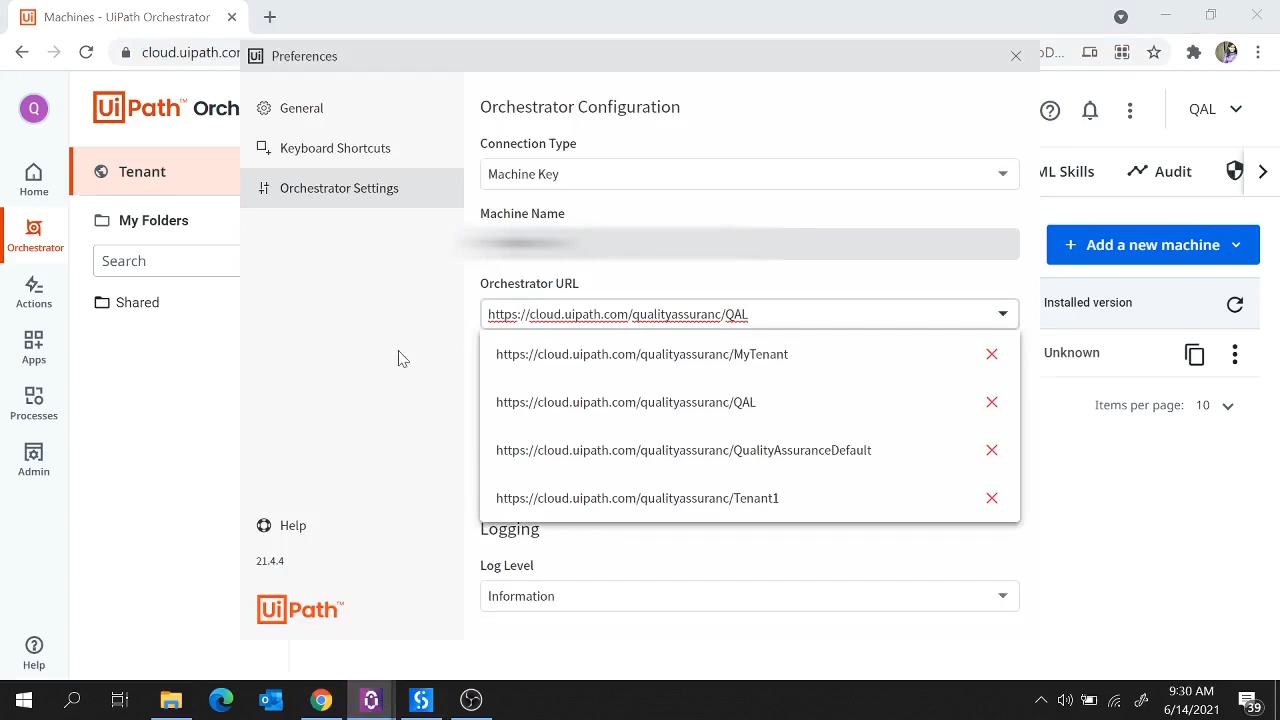 Machines - UiPath Orchestrator
cloud.uipath.co
Q
UiPath™ Orch
Home
Orchestrator
Actions
Apps
Processes
Admin
Help
Tenant
My Folders
Search
Shared
Ui Preferences
General
Keyboard Shortcuts
Orchestrator Settings
Help
21.4.4
UiPath™
Orchestrator Configuration
Connection Type
Machine Key
Machine Name
Orchestrator URL
https://cloud.uipath.com/qualityassuranc/QAL
https://cloud.uipath.com/qualityassuranc/MyTenant
https://cloud.uipath.com/qualityassuranc/QAL
https://cloud.uipath.com/qualityassuranc/QualityAssuranceDefault
https://cloud.uipath.com/qualityassuranc/Tenant1
Logging
Log Level
Information
QAL
ML Skills
Audit
+ Add a new machine
Installed version
Unknown
Items per page: 10
9:30 AM
6/14/2021
39